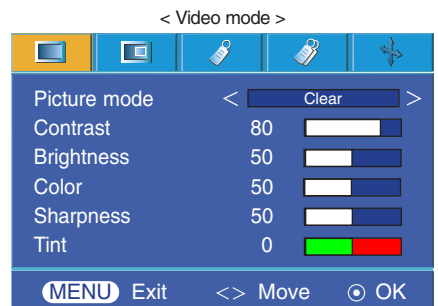 < Video mode >
Picture mode < Clear >
Contrast 80
Brightness 50
Color 50
Sharpness 50
Tint 0
MENU Exit <> Move ⊙ OK